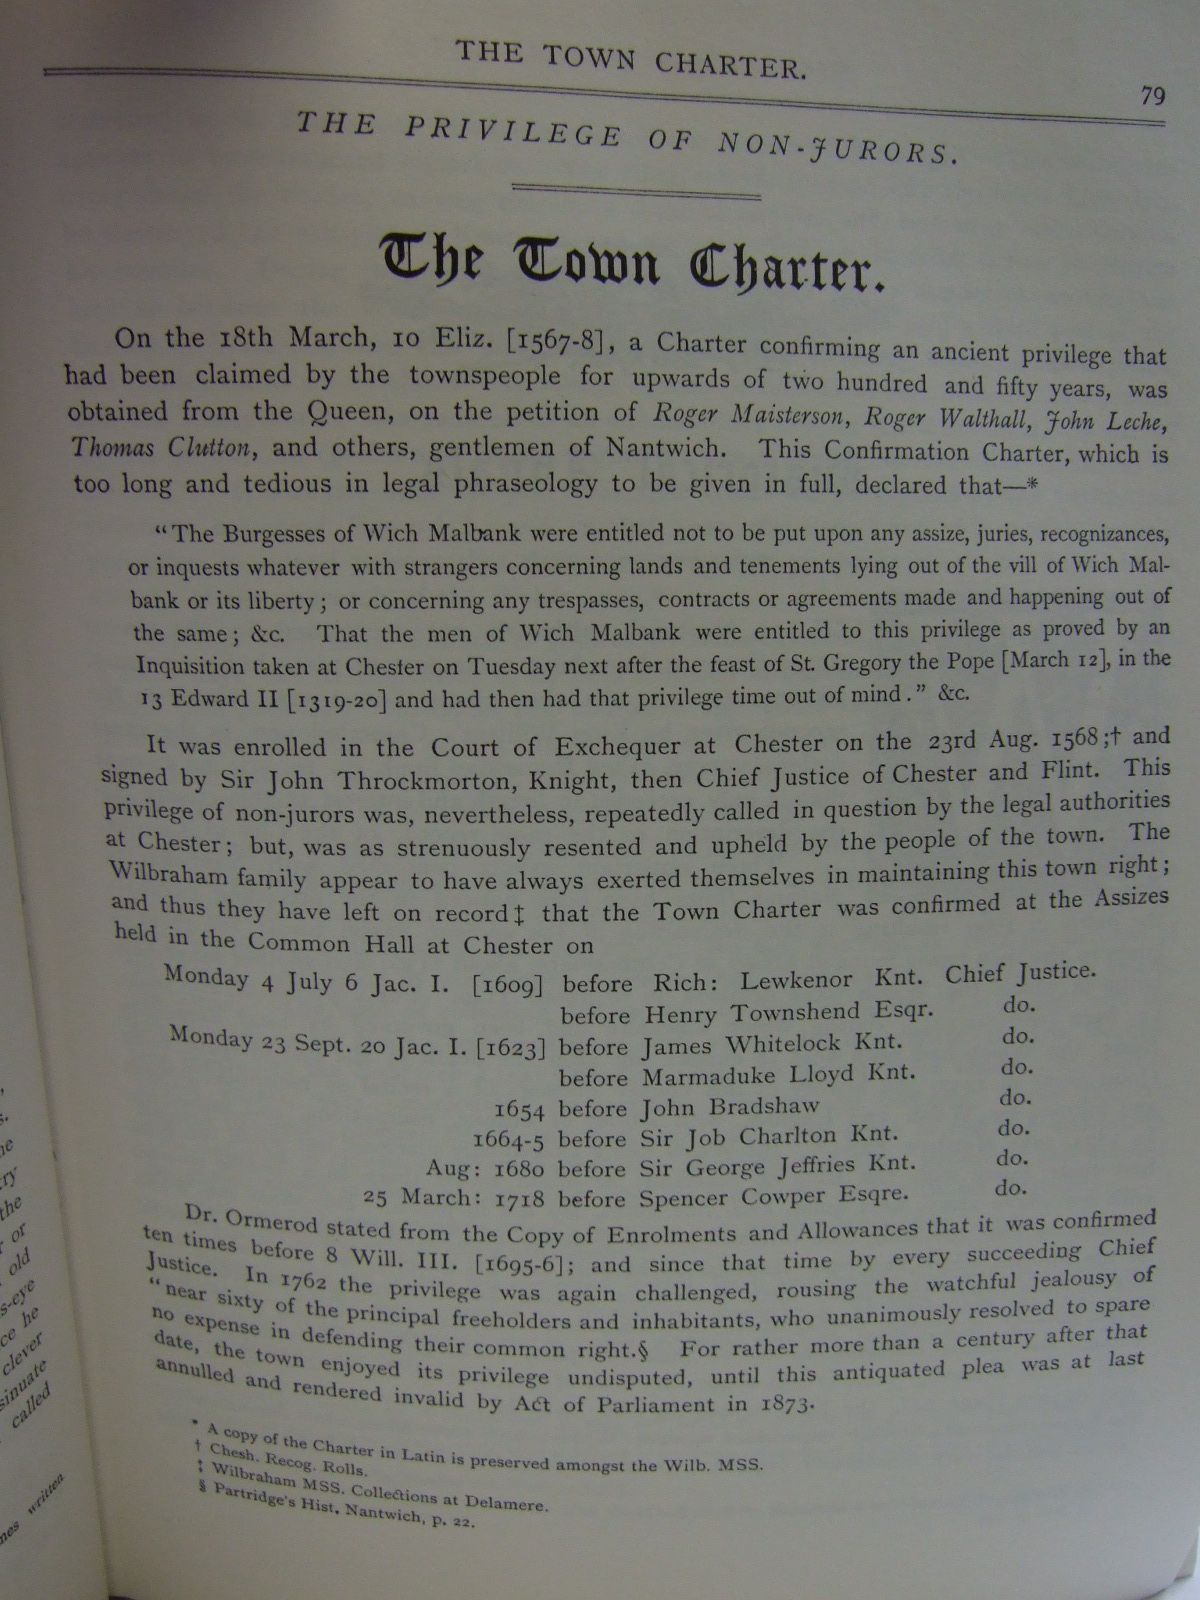 THE TOWN CHARTER.
79
THE PRIVILEGE OF NON-JURORS.
The Town Charter.
On the 18th March, 10 Eliz. [1567-8], a Charter confirming an ancient privilege that
had been claimed by the townspeople for upwards of two hundred and fifty years, was
obtained from the Queen, on the petition of Roger Maisterson, Roger Walthall, John Leche,
Thomas Clutton, and others, gentlemen of Nantwich. This Confirmation Charter, which is
too long and tedious in legal phraseology to be given in full, declared that—*
"The Burgesses of Wich Malbank were entitled not to be put upon any assize, juries, recognizances,
or inquests whatever with strangers concerning lands and tenements lying out of the vill of Wich Mal-
bank or its liberty; or concerning any trespasses, contracts or agreements made and happening out of
the same; &c. That the men of Wich Malbank were entitled to this privilege as proved by an
Inquisition taken at Chester on Tuesday next after the feast of St. Gregory the Pope [March 12], in the
13 Edward II [1319-20] and had then had that privilege time out of mind." &c.
It was enrolled in the Court of Exchequer at Chester on the 23rd Aug. 1568;† and
signed by Sir John Throckmorton, Knight, then Chief Justice of Chester and Flint. This
privilege of non-jurors was, nevertheless, repeatedly called in question by the legal authorities
at Chester; but, was as strenuously resented and upheld by the people of the town. The
Wilbraham family appear to have always exerted themselves in maintaining this town right;
and thus they have left on record‡ that the Town Charter was confirmed at the Assizes
held in the Common Hall at Chester on
Monday 4 July 6 Jac. I. [1609] before Rich: Lewkenor Knt. Chief Justice.
before Henry Townshend Esqr. do.
Monday 23 Sept. 20 Jac. I. [1623] before James Whitelock Knt. do.
before Marmaduke Lloyd Knt. do.
1654 before John Bradshaw do.
1664-5 before Sir Job Charlton Knt. do.
Aug: 1680 before Sir George Jeffries Knt. do.
25 March: 1718 before Spencer Cowper Esqre. do.
Dr. Ormerod stated from the Copy of Enrolments and Allowances that it was confirmed
ten times before 8 Will. III. [1695-6]; and since that time by every succeeding Chief
Justice. In 1762 the privilege was again challenged, rousing the watchful jealousy of
"near sixty of the principal freeholders and inhabitants, who unanimously resolved to spare
no expense in defending their common right.§ For rather more than a century after that
date, the town enjoyed its privilege undisputed, until this antiquated plea was at last
annulled and rendered invalid by Act of Parliament in 1873.
* A copy of the Charter in Latin is preserved amongst the Wilb. MSS.
† Chesh. Recog. Rolls.
‡ Wilbraham MSS. Collections at Delamere.
§ Partridge's Hist. Nantwich, p. 22.
the
or
old
s-eye
ce he
clever
sinuate
called
written